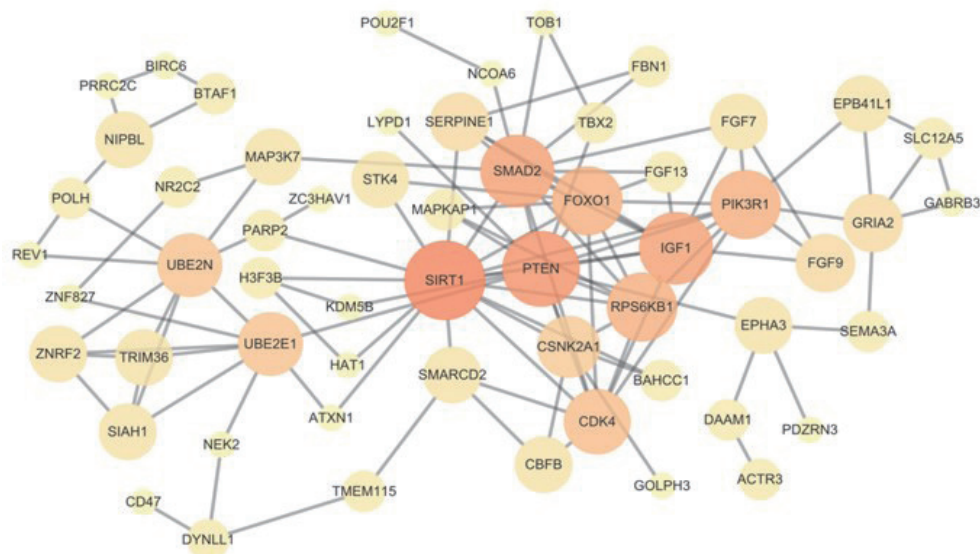 POU2F1
TOB1
BIRC6
PRRC2C
NCOA6
FBN1
BTAF1
EPB41L1
LYPD1
SERPINE1
TBX2
FGF7
NIPBL
SLC12A5
MAP3K7
SMAD2
NR2C2
STK4
FGF13
POLH
ZC3HAV1
FOXO1
PIK3R1
GABRB3
MAPKAP1
GRIA2
PARP2
REV1
UBE2N
IGF1
H3F3B
PTEN
FGF9
SIRT1
ZNF827
KDM5B
RPS6KB1
EPHA3
SEMA3A
UBE2E1
CSNK2A1
ZNRF2
TRIM36
HAT1
SMARCD2
BAHCC1
ATXN1
DAAM1
CDK4
SIAH1
PDZRN3
NEK2
CBFB
ACTR3
TMEM115
GOLPH3
CD47
DYNLL1